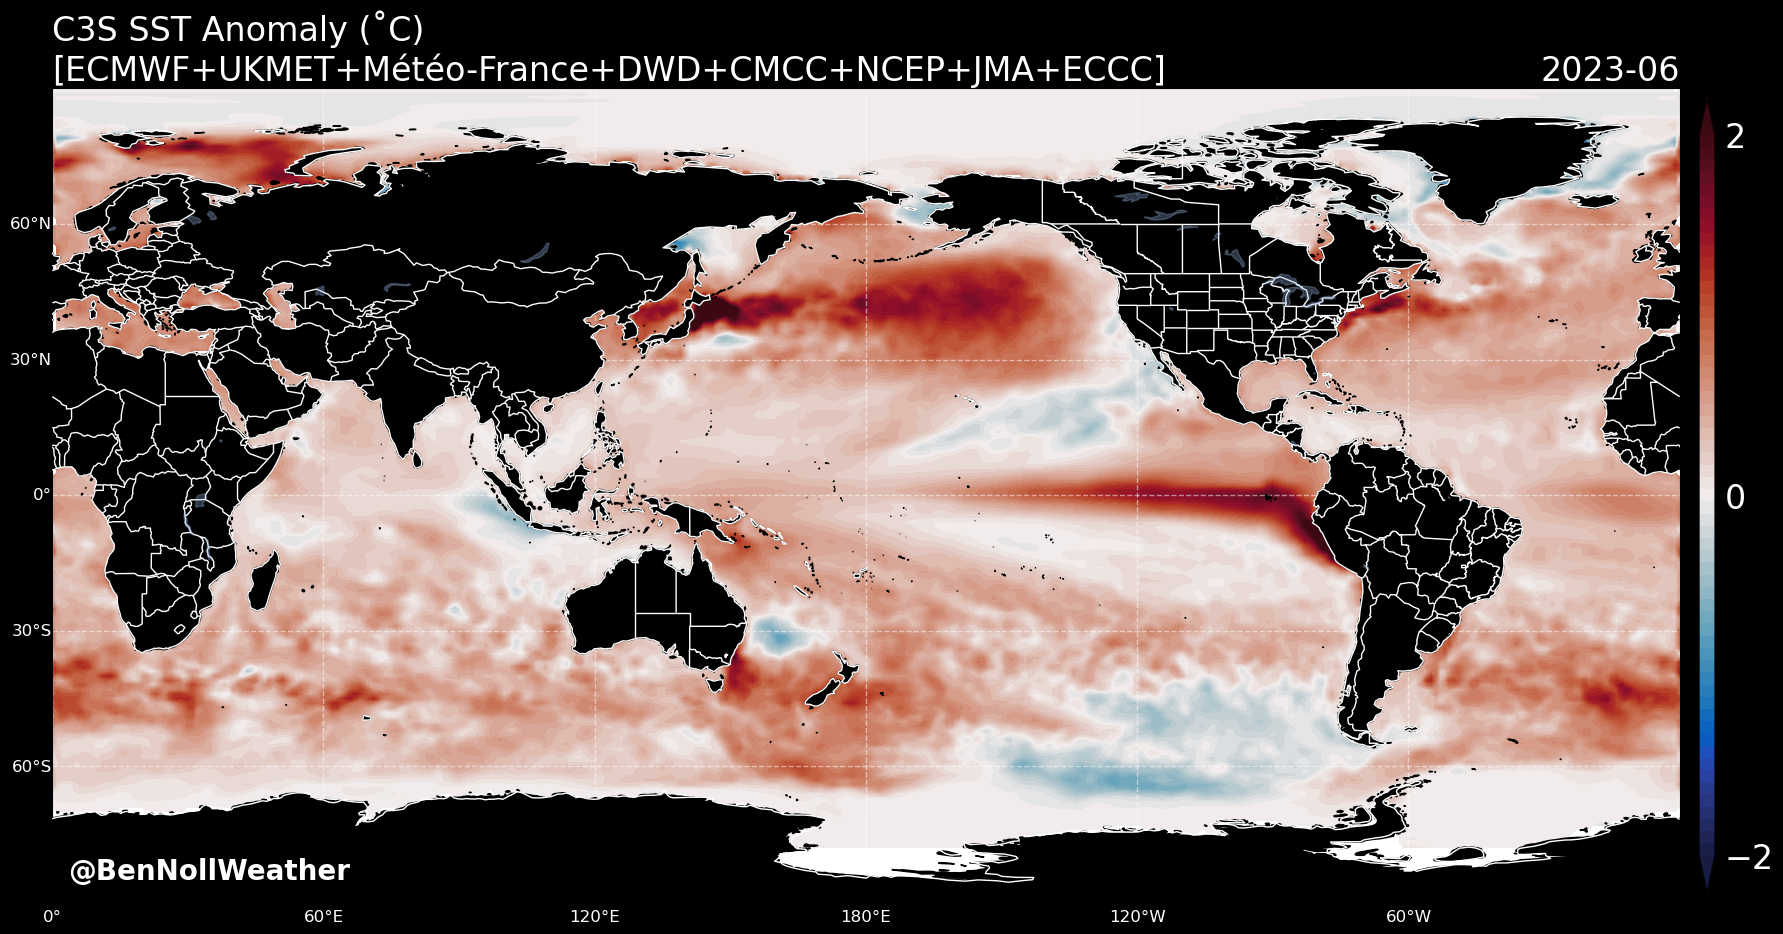 C3S SST Anomaly (˚C)
[ECMWF+UKMET+Météo-France+DWD+CMCC+NCEP+JMA+ECCC]
2023-06
2
60°N
30°N
0°
0
30°S
60°S
−2
@BenNollWeather
0°
60°E
120°E
180°E
120°W
60°W